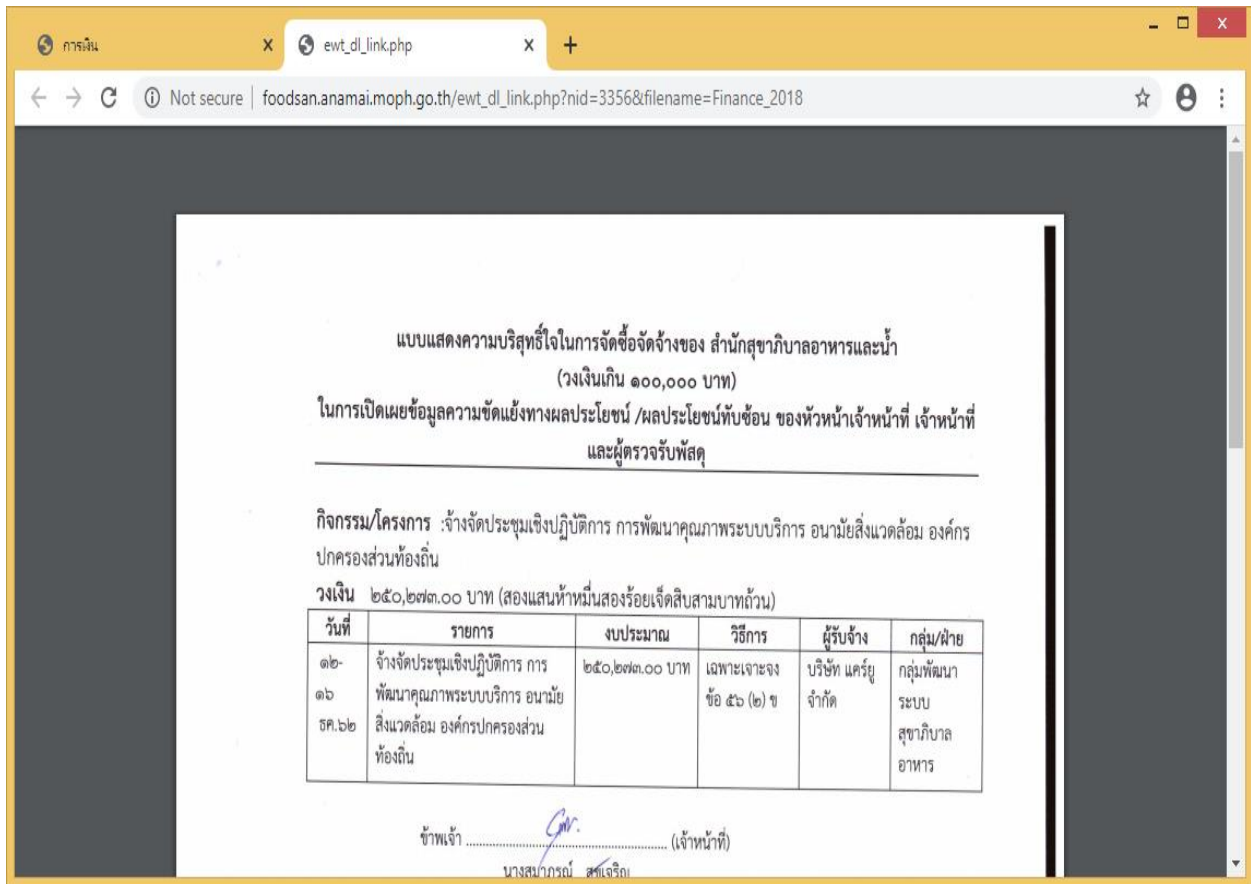 การเงิน
ewt_dl_link.php
Not secure | foodsan.anamai.moph.go.th/ewt_dl_link.php?nid=3356&filename=Finance_2018
แบบแสดงความบริสุทธิ์ใจในการจัดซื้อจัดจ้างของ สำนักสุขาภิบาลอาหารและน้ำ
(วงเงินเกิน ๑๐๐,๐๐๐ บาท)
ในการเปิดเผยข้อมูลความขัดแย้งทางผลประโยชน์ /ผลประโยชน์ทับซ้อน ของหัวหน้าเจ้าหน้าที่ เจ้าหน้าที่
และผู้ตรวจรับพัสดุ
กิจกรรม/โครงการ :จ้างจัดประชุมเชิงปฏิบัติการ การพัฒนาคุณภาพระบบบริการ อนามัยสิ่งแวดล้อม องค์กร
ปกครองส่วนท้องถิ่น
วงเงิน ๒๕๐,๒๗๓.๐๐ บาท (สองแสนห้าหมื่นสองร้อยเจ็ดสิบสามบาทถ้วน)
วันที่ รายการ งบประมาณ วิธีการ ผู้รับจ้าง กลุ่ม/ฝ่าย
๑๒- จ้างจัดประชุมเชิงปฏิบัติการ การ ๒๕๐,๒๗๓.๐๐ บาท เฉพาะเจาะจง บริษัท แคร์ยู กลุ่มพัฒนา
๑๖ พัฒนาคุณภาพระบบบริการ อนามัย ข้อ ๕๖ (๒) ข จำกัด ระบบ
ธค.๖๒ สิ่งแวดล้อม องค์กรปกครองส่วน สุขาภิบาล
ท้องถิ่น อาหาร
ข้าพเจ้า ........................................................ (เจ้าหน้าที่)